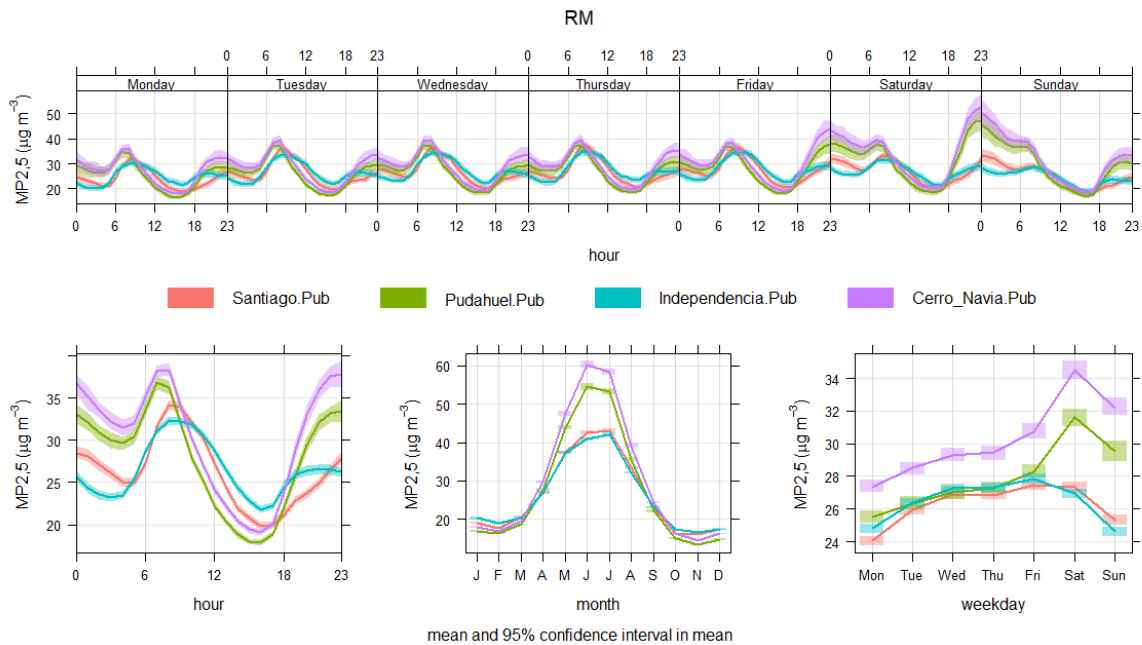 RM
0 6 12 18 23 0 6 12 18 23 0 6 12 18 23
Monday Tuesday Wednesday Thursday Friday Saturday Sunday
MP2,5 (µg m⁻³)
50
40
30
20
0 6 12 18 23 0 6 12 18 23 0 6 12 18 23 0 6 12 18 23
hour
Santiago.Pub Pudahuel.Pub Independencia.Pub Cerro_Navia.Pub
MP2,5 (µg m⁻³)
35
30
25
20
0 6 12 18 23
hour
MP2,5 (µg m⁻³)
60
50
40
30
20
J F M A M J J A S O N D
month
MP2,5 (µg m⁻³)
34
32
30
28
26
24
Mon Tue Wed Thu Fri Sat Sun
weekday
mean and 95% confidence interval in mean